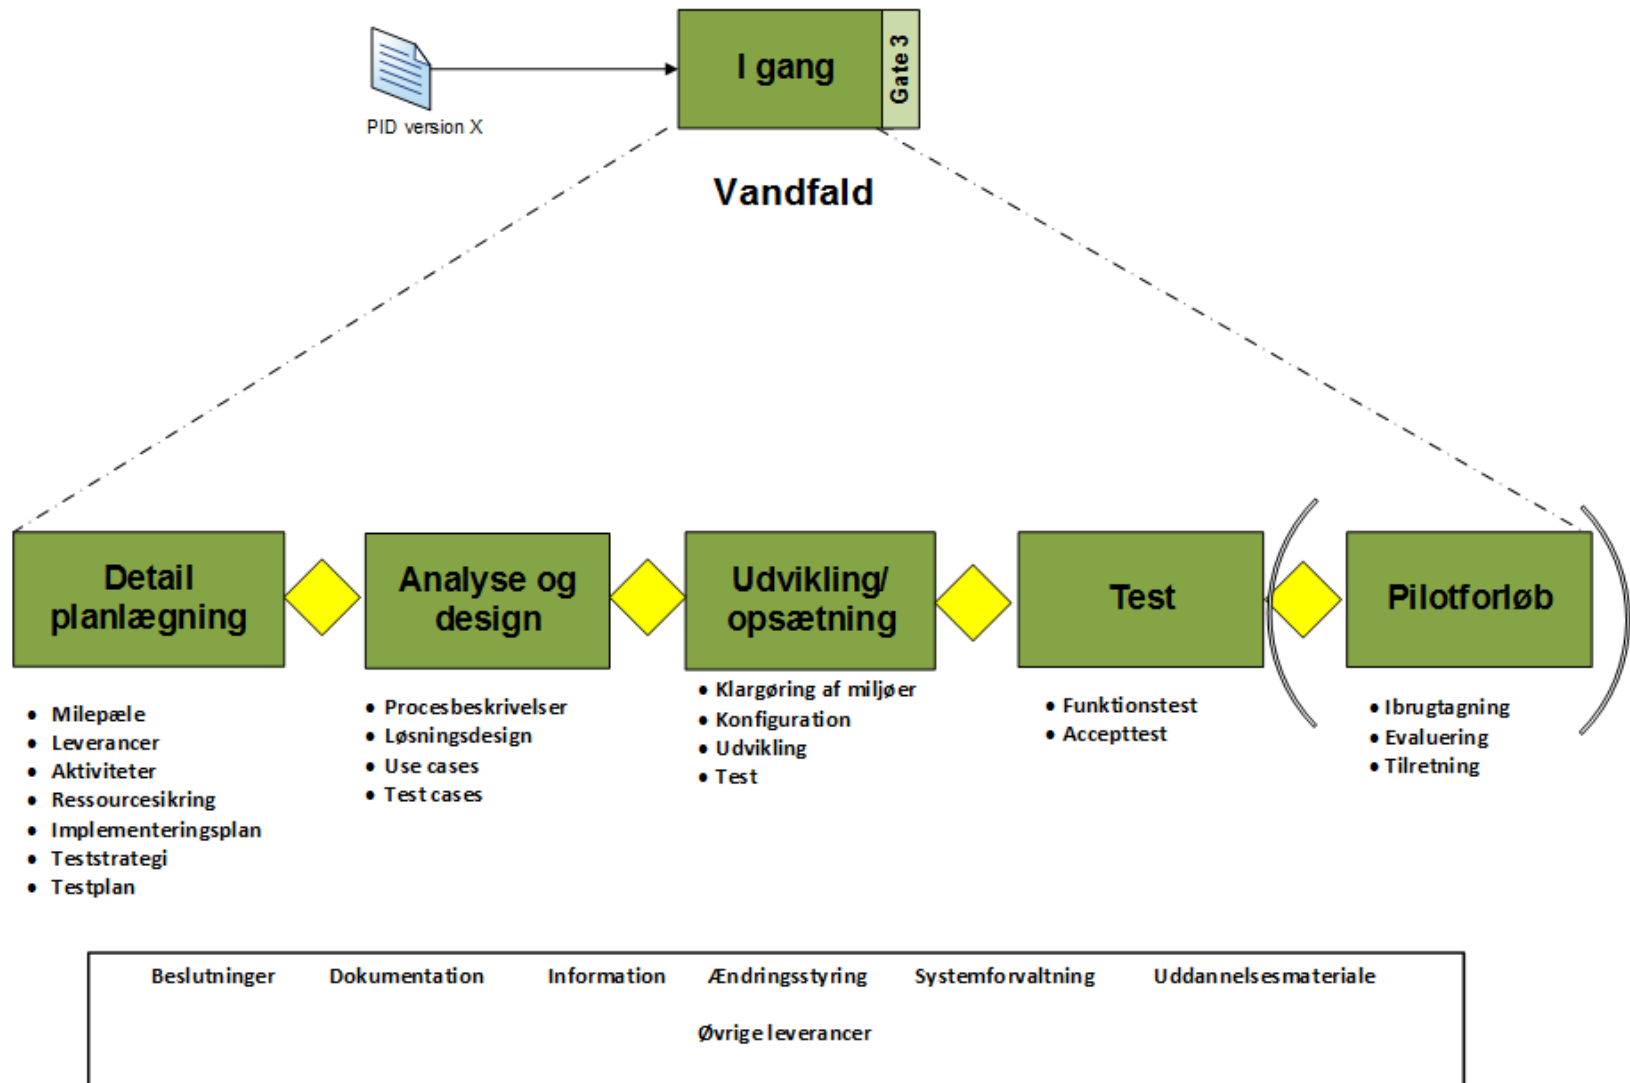 I gang
Gate 3
PID version X
Vandfald
Detail
planlægning
Analyse og
design
Udvikling/
opsætning
Test
Pilotforløb
• Milepæle
• Leverancer
• Aktiviteter
• Ressourcesikring
• Implementeringsplan
• Teststrategi
• Testplan
• Procesbeskrivelser
• Løsningsdesign
• Use cases
• Test cases
• Klargøring af miljøer
• Konfiguration
• Udvikling
• Test
• Funktionstest
• Accepttest
• Ibrugtagning
• Evaluering
• Tilretning
Beslutninger Dokumentation Information Ændringsstyring Systemforvaltning Uddannelsesmateriale
Øvrige leverancer